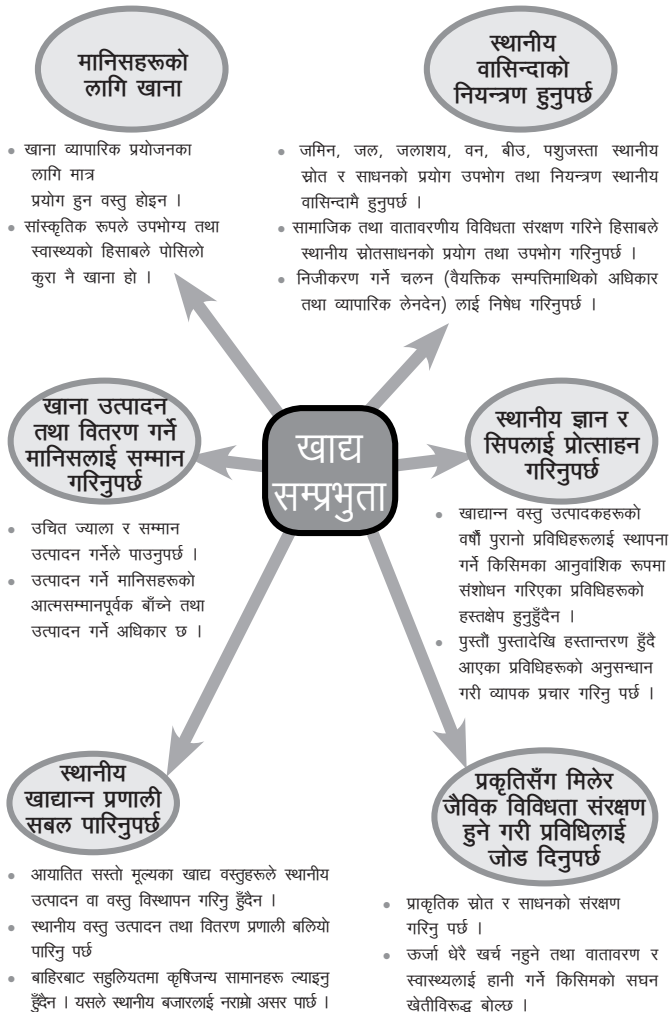 मानिसहरूको
लागि खाना
स्थानीय
वासिन्दाको
नियन्त्रण हुनुपर्छ
• खाना व्यापारिक प्रयोजनका
लागि मात्र
प्रयोग हुन वस्तु होइन ।
• सांस्कृतिक रूपले उपभोग्य तथा
स्वास्थ्यको हिसाबले पोसिलो
कुरा नै खाना हो ।
• जमिन, जल, जलाशय, वन, बीउ, पशुजस्ता स्थानीय
स्रोत र साधनको प्रयोग उपभोग तथा नियन्त्रण स्थानीय
वासिन्दामै हुनुपर्छ ।
• सामाजिक तथा वातावरणीय विविधता संरक्षण गरिने हिसाबले
स्थानीय स्रोतसाधनको प्रयोग तथा उपभोग गरिनुपर्छ ।
• निजीकरण गर्ने चलन (वैयक्तिक सम्पत्तिमाथिको अधिकार
तथा व्यापारिक लेनदेन) लाई निषेध गरिनुपर्छ ।
खाना उत्पादन
तथा वितरण गर्ने
मानिसलाई सम्मान
गरिनुपर्छ
खाद्य
सम्प्रभुता
स्थानीय ज्ञान र
सिपलाई प्रोत्साहन
गरिनुपर्छ
• उचित ज्याला र सम्मान
उत्पादन गर्नेले पाउनुपर्छ ।
• उत्पादन गर्ने मानिसहरूको
आत्मसम्मानपूर्वक बाँच्ने तथा
उत्पादन गर्ने अधिकार छ ।
• खाद्यान्न वस्तु उत्पादकहरूको
वर्षौं पुरानो प्रविधिहरूलाई स्थापना
गर्ने किसिमका आनुवांशिक रूपमा
संशोधन गरिएका प्रविधिहरूको
हस्तक्षेप हुनुहुँदैन ।
• पुस्तौं पुस्तादेखि हस्तान्तरण हुँदै
आएका प्रविधिहरूको अनुसन्धान
गरी व्यापक प्रचार गरिनु पर्छ ।
स्थानीय
खाद्यान्न प्रणाली
सबल पारिनुपर्छ
प्रकृतिसँग मिलेर
जैविक विविधता संरक्षण
हुने गरी प्रविधिलाई
जोड दिनुपर्छ
• आयातित सस्तो मूल्यका खाद्य वस्तुहरूले स्थानीय
उत्पादन वा वस्तु विस्थापन गरिनु हुँदैन ।
• स्थानीय वस्तु उत्पादन तथा वितरण प्रणाली बलियो
पारिनु पर्छ
• बाहिरबाट सहुलियतमा कृषिजन्य सामानहरू ल्याइनु
हुँदैन । यसले स्थानीय बजारलाई नराम्रो असर पार्छ ।
• प्राकृतिक स्रोत र साधनको संरक्षण
गरिनु पर्छ ।
• ऊर्जा धेरै खर्च नहुने तथा वातावरण र
स्वास्थ्यलाई हानी गर्ने किसिमको सघन
खेतीविरूद्ध बोल्छ ।